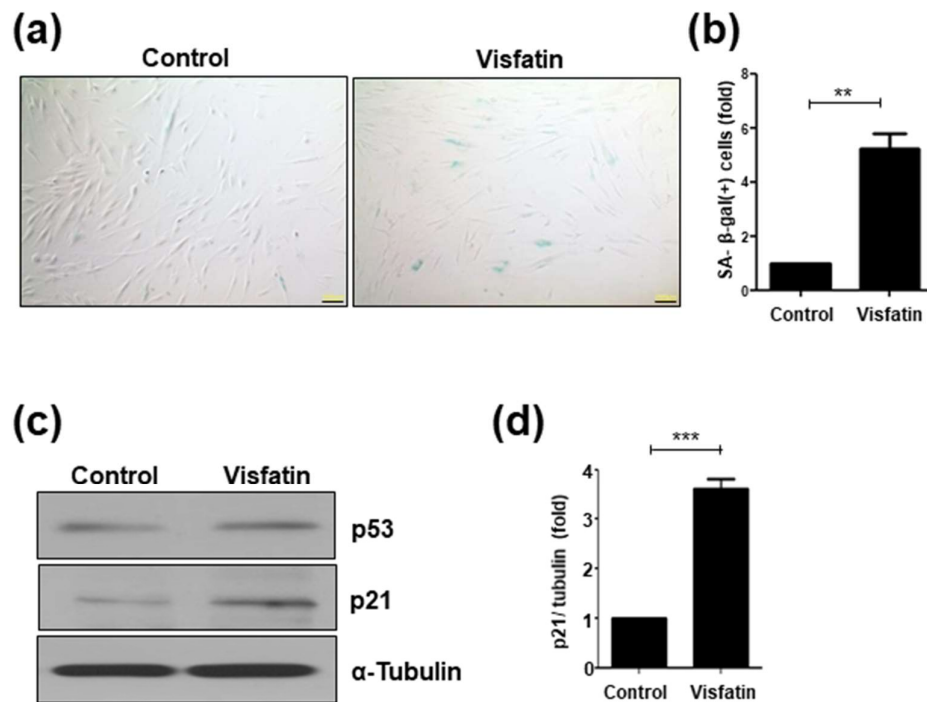 (a)
Control
Visfatin
(b)
SA- β-gal(+) cells (fold)
8
6
4
2
0
**
Control
Visfatin
(c)
Control
Visfatin
p53
p21
α-Tubulin
(d)
p21/ tubulin (fold)
4
3
2
1
0
***
Control
Visfatin